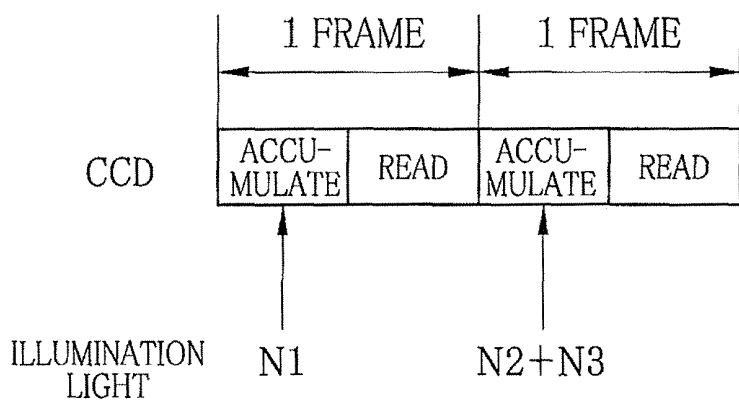 1 FRAME 1 FRAME
CCD
ACCU-
MULATE
READ
ACCU-
MULATE
READ
ILLUMINATION
LIGHT
N1
N2+N3